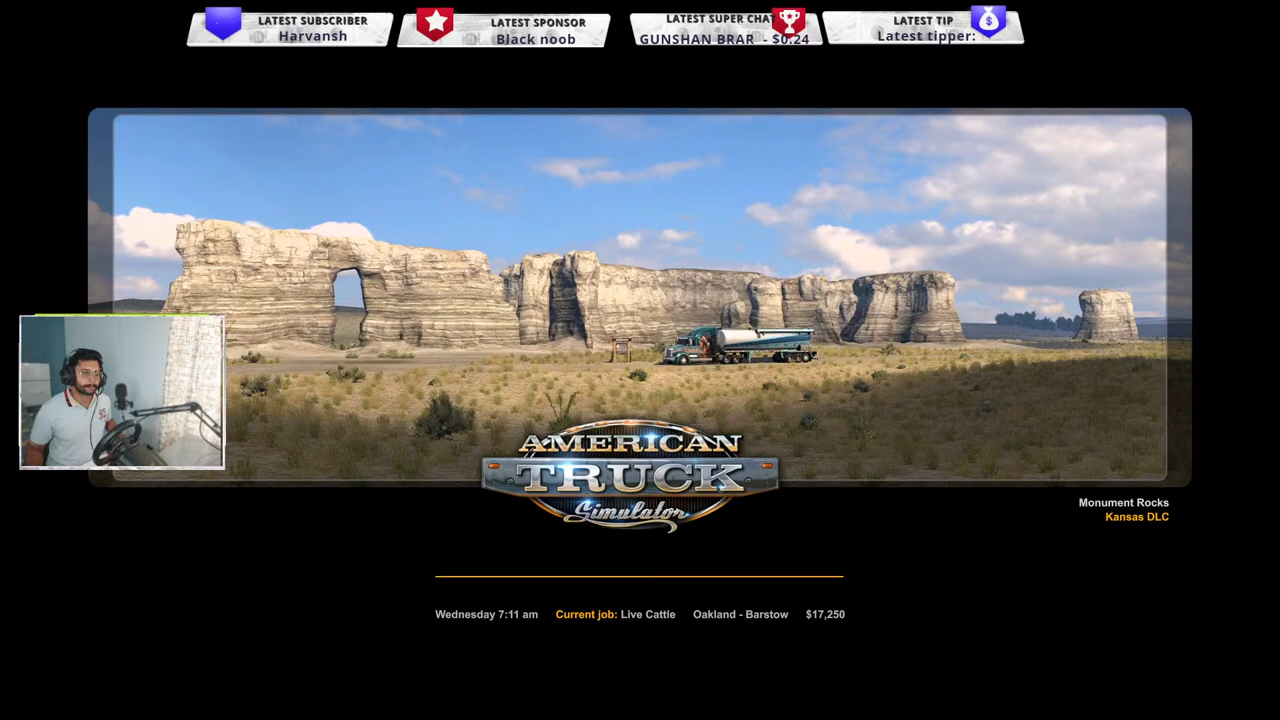 LATEST SUBSCRIBER
Harvansh
LATEST SPONSOR
Black noob
LATEST SUPER CHAT
GUNSHAN BRAR - $0.24
LATEST TIP
Latest tipper:
AMERICAN
TRUCK
Simulator
Monument Rocks
Kansas DLC
Wednesday 7:11 am Current job: Live Cattle Oakland - Barstow $17,250